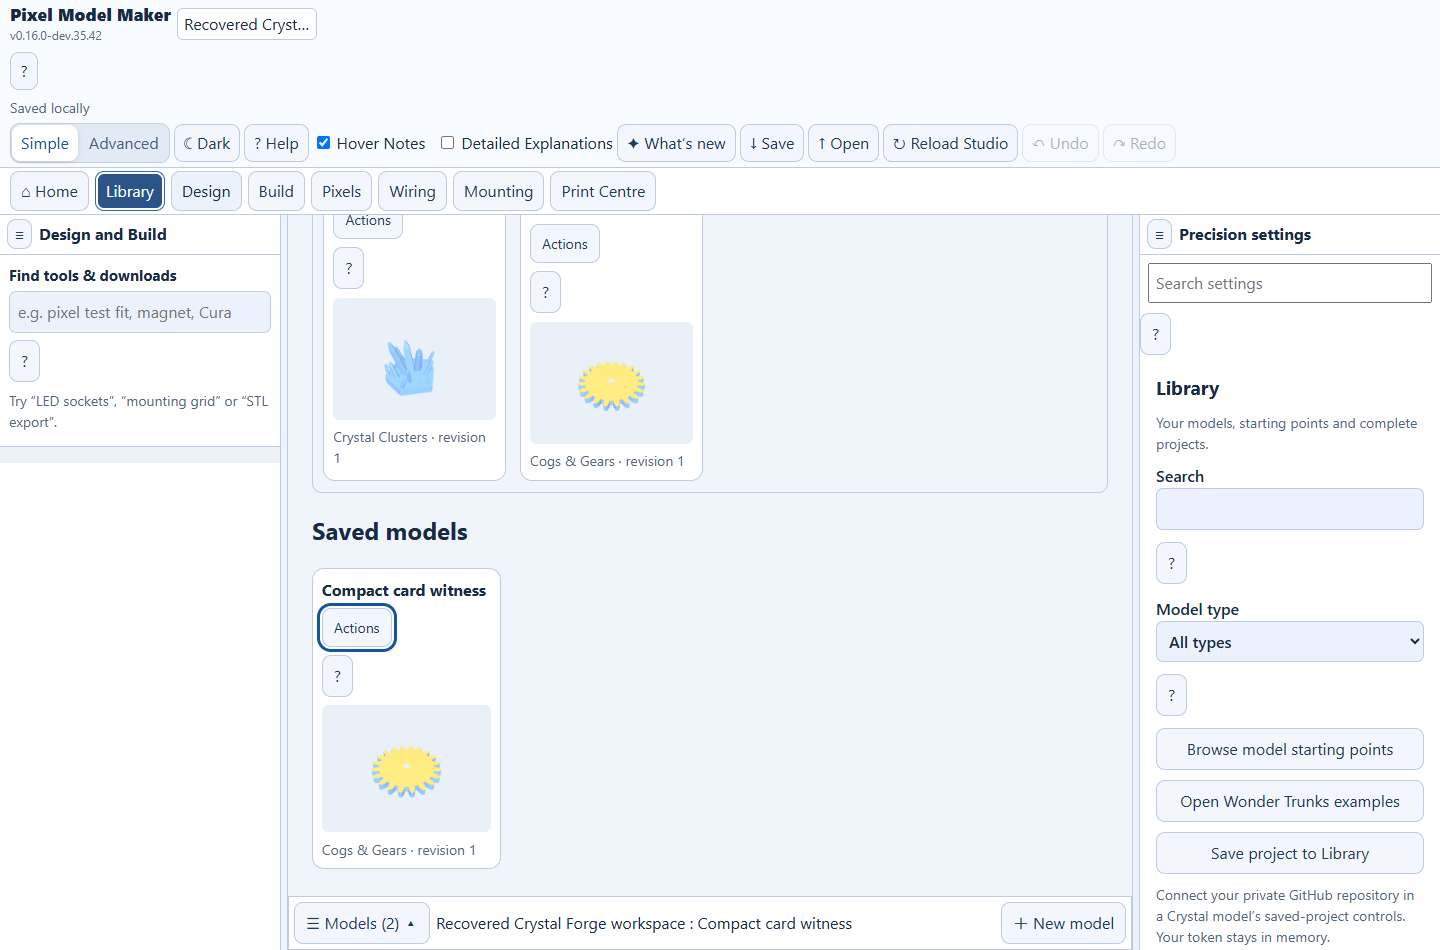 Pixel Model Maker
v0.16.0-dev.35.42
Recovered Cryst...
?
Saved locally
Simple Advanced ☾ Dark ? Help Hover Notes Detailed Explanations ✦ What's new ↓ Save ↑ Open ↻ Reload Studio ↶ Undo ↷ Redo
⌂ Home Library Design Build Pixels Wiring Mounting Print Centre
☰ Design and Build
Find tools & downloads
e.g. pixel test fit, magnet, Cura
?
Try “LED sockets”, “mounting grid” or “STL
export”.
Actions
?
Crystal Clusters · revision
1
Actions
?
Cogs & Gears · revision 1
Saved models
Compact card witness
Actions
?
Cogs & Gears · revision 1
☰ Models (2) ▲ Recovered Crystal Forge workspace : Compact card witness + New model
☰ Precision settings
Search settings
?
Library
Your models, starting points and complete
projects.
Search
?
Model type
All types
?
Browse model starting points
Open Wonder Trunks examples
Save project to Library
Connect your private GitHub repository in
a Crystal model’s saved-project controls.
Your token stays in memory.